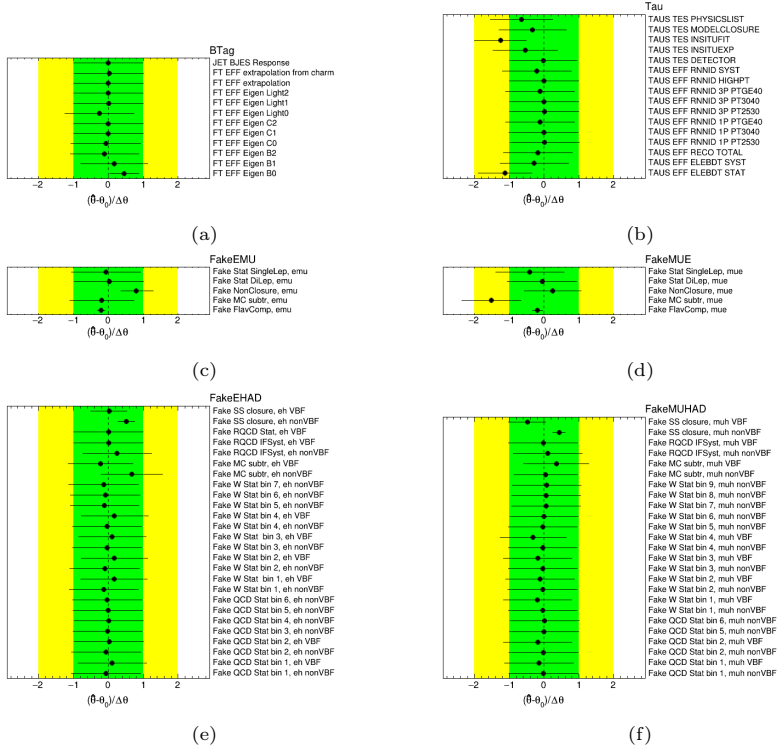 BTag
JET BJES Response
FT EFF extrapolation from charm
FT EFF extrapolation
FT EFF Eigen Light2
FT EFF Eigen Light1
FT EFF Eigen Light0
FT EFF Eigen C2
FT EFF Eigen C1
FT EFF Eigen C0
FT EFF Eigen B2
FT EFF Eigen B1
FT EFF Eigen B0
−2 −1 0 1 2
(θ̂-θ₀)/Δθ
(a)
Tau
TAUS TES PHYSICSLIST
TAUS TES MODELCLOSURE
TAUS TES INSITUFIT
TAUS TES INSITUEXP
TAUS TES DETECTOR
TAUS EFF RNNID SYST
TAUS EFF RNNID HIGHPT
TAUS EFF RNNID 3P PTGE40
TAUS EFF RNNID 3P PT3040
TAUS EFF RNNID 3P PT2530
TAUS EFF RNNID 1P PTGE40
TAUS EFF RNNID 1P PT3040
TAUS EFF RNNID 1P PT2530
TAUS EFF RECO TOTAL
TAUS EFF ELEBDT SYST
TAUS EFF ELEBDT STAT
−2 −1 0 1 2
(θ̂-θ₀)/Δθ
(b)
FakeEMU
Fake Stat SingleLep, emu
Fake Stat DiLep, emu
Fake NonClosure, emu
Fake MC subtr, emu
Fake FlavComp, emu
−2 −1 0 1 2
(θ̂-θ₀)/Δθ
(c)
FakeMUE
Fake Stat SingleLep, mue
Fake Stat DiLep, mue
Fake NonClosure, mue
Fake MC subtr, mue
Fake FlavComp, mue
−2 −1 0 1 2
(θ̂-θ₀)/Δθ
(d)
FakeEHAD
Fake SS closure, eh VBF
Fake SS closure, eh nonVBF
Fake RQCD Stat, eh VBF
Fake RQCD IFSyst, eh VBF
Fake RQCD IFSyst, eh nonVBF
Fake MC subtr, eh VBF
Fake MC subtr, eh nonVBF
Fake W Stat bin 7, eh nonVBF
Fake W Stat bin 6, eh nonVBF
Fake W Stat bin 5, eh nonVBF
Fake W Stat bin 4, eh VBF
Fake W Stat bin 4, eh nonVBF
Fake W Stat  bin 3, eh VBF
Fake W Stat bin 3, eh nonVBF
Fake W Stat bin 2, eh VBF
Fake W Stat bin 2, eh nonVBF
Fake W Stat  bin 1, eh VBF
Fake W Stat bin 1, eh nonVBF
Fake QCD Stat bin 6, eh nonVBF
Fake QCD Stat bin 5, eh nonVBF
Fake QCD Stat bin 4, eh nonVBF
Fake QCD Stat bin 3, eh nonVBF
Fake QCD Stat bin 2, eh VBF
Fake QCD Stat bin 2, eh nonVBF
Fake QCD Stat bin 1, eh VBF
Fake QCD Stat bin 1, eh nonVBF
−2 −1 0 1 2
(θ̂-θ₀)/Δθ
(e)
FakeMUHAD
Fake SS closure, muh VBF
Fake SS closure, muh nonVBF
Fake RQCD IFSyst, muh VBF
Fake RQCD IFSyst, muh nonVBF
Fake MC subtr, muh VBF
Fake MC subtr, muh nonVBF
Fake W Stat bin 9, muh nonVBF
Fake W Stat bin 8, muh nonVBF
Fake W Stat bin 7, muh nonVBF
Fake W Stat bin 6, muh nonVBF
Fake W Stat bin 5, muh nonVBF
Fake W Stat bin 4, muh VBF
Fake W Stat bin 4, muh nonVBF
Fake W Stat bin 3, muh VBF
Fake W Stat bin 3, muh nonVBF
Fake W Stat bin 2, muh VBF
Fake W Stat bin 2, muh nonVBF
Fake W Stat bin 1, muh VBF
Fake W Stat bin 1, muh nonVBF
Fake QCD Stat bin 6, muh nonVBF
Fake QCD Stat bin 5, muh nonVBF
Fake QCD Stat bin 2, muh VBF
Fake QCD Stat bin 2, muh nonVBF
Fake QCD Stat bin 1, muh VBF
Fake QCD Stat bin 1, muh nonVBF
−2 −1 0 1 2
(θ̂-θ₀)/Δθ
(f)